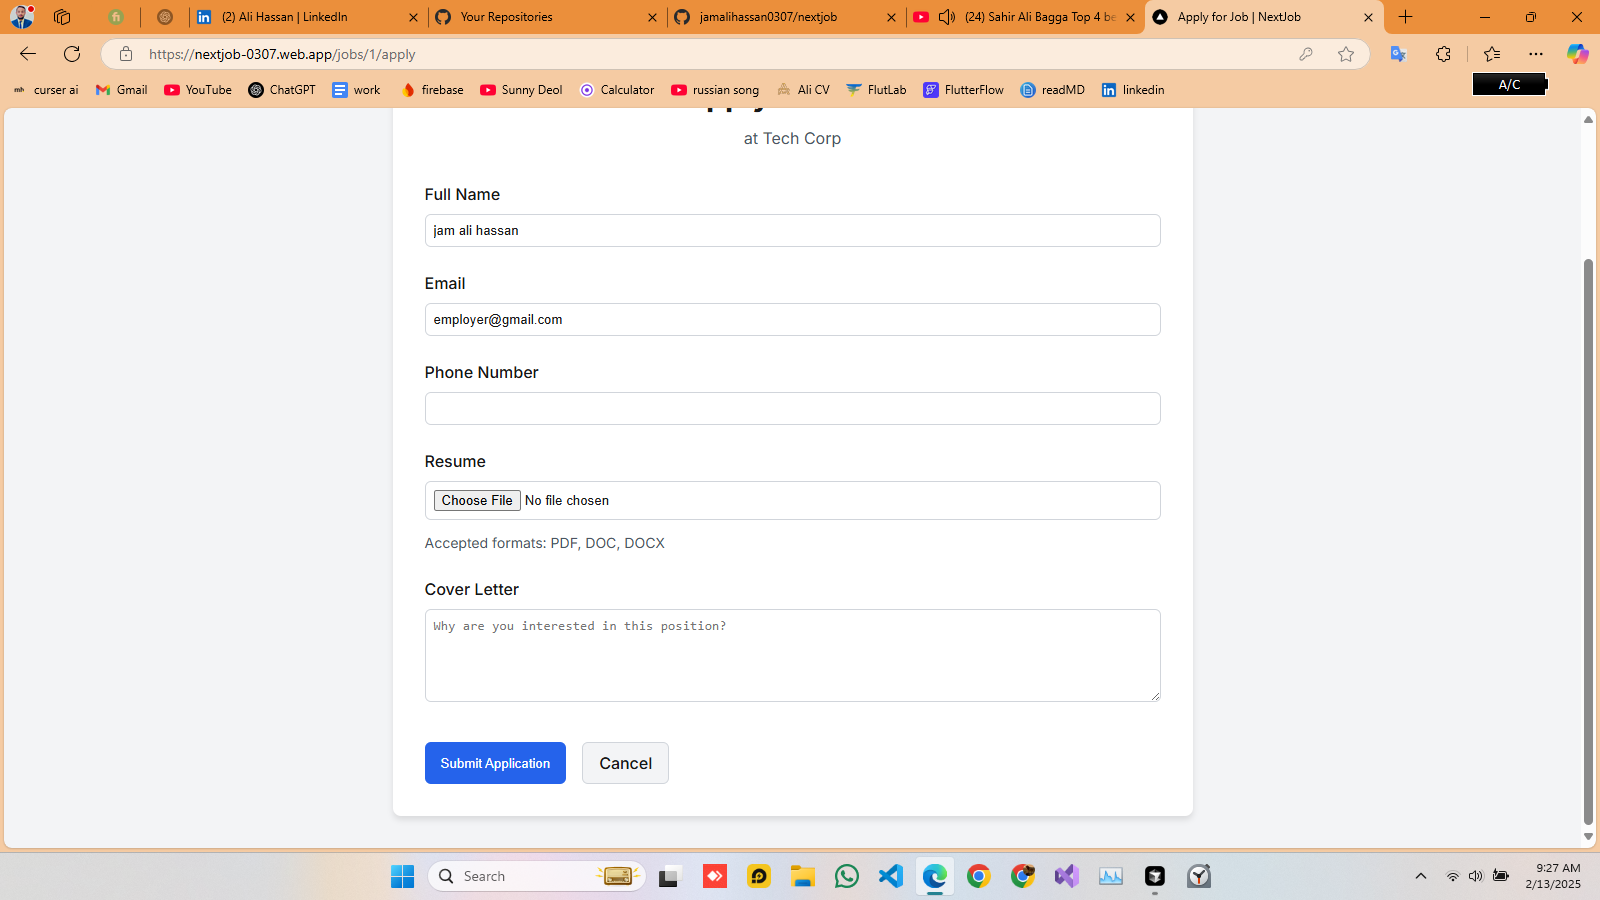 (2) Ali Hassan | LinkedIn
Your Repositories
jamalihassan0307/nextjob
(24) Sahir Ali Bagga Top 4 be
Apply for Job | NextJob
https://nextjob-0307.web.app/jobs/1/apply
curser ai
Gmail
YouTube
ChatGPT
work
firebase
Sunny Deol
Calculator
russian song
Ali CV
FlutLab
FlutterFlow
readMD
linkedin
A/C
at Tech Corp
Full Name
jam ali hassan
Email
employer@gmail.com
Phone Number
Resume
Choose File No file chosen
Accepted formats: PDF, DOC, DOCX
Cover Letter
Why are you interested in this position?
Submit Application
Cancel
Search
9:27 AM
2/13/2025